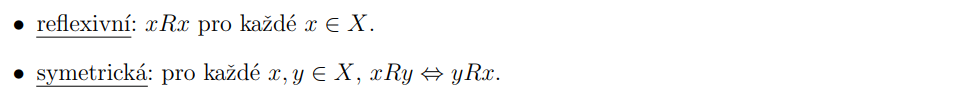 • reflexivní: xRx pro každé x ∈ X.
• symetrická: pro každé x, y ∈ X, xRy ⇔ yRx.